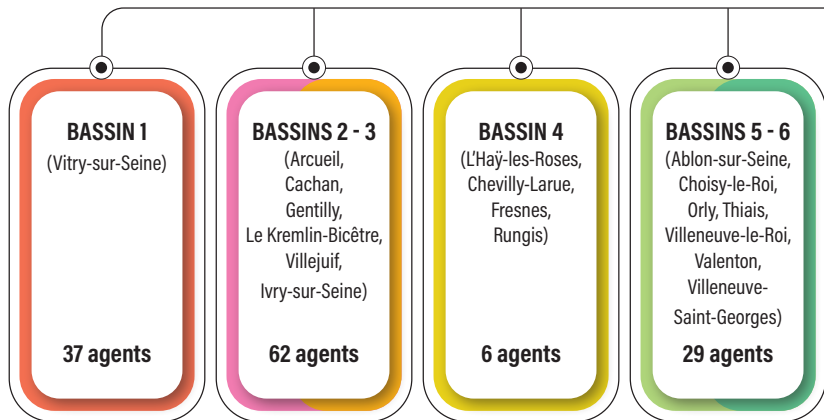 BASSIN 1
(Vitry-sur-Seine)
37 agents
BASSINS 2 - 3
(Arcueil,
Cachan,
Gentilly,
Le Kremlin-Bicêtre,
Villejuif,
Ivry-sur-Seine)
62 agents
BASSIN 4
(L'Haÿ-les-Roses,
Chevilly-Larue,
Fresnes,
Rungis)
6 agents
BASSINS 5 - 6
(Ablon-sur-Seine,
Choisy-le-Roi,
Orly, Thiais,
Villeneuve-le-Roi,
Valenton,
Villeneuve-
Saint-Georges)
29 agents